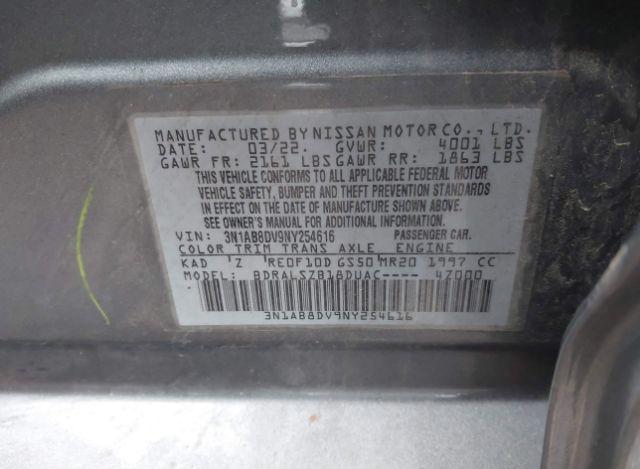 MANUFACTURED BY NISSAN MOTOR CO., LTD.
DATE: 03/22. GVWR: 4001 LBS
GAWR FR: 2161 LBS GAWR RR: 1863 LBS
THIS VEHICLE CONFORMS TO ALL APPLICABLE FEDERAL MOTOR
VEHICLE SAFETY, BUMPER AND THEFT PREVENTION STANDARDS
IN EFFECT ON THE DATE OF MANUFACTURE SHOWN ABOVE.
SEE OWNER'S MANUAL FOR ADDITIONAL INFORMATION.
VIN: 3N1AB8DV9NY254616 PASSENGER CAR.
COLOR TRIM TRANS AXLE ENGINE
KAD 'Z 'RE0F10D GS50'MR20 1997 CC
MODEL: BDRALSZB18DUAC---- 4Z000
3N1AB8DV9NY254616